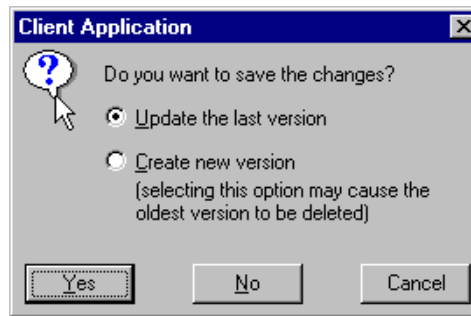 Client Application
Do you want to save the changes?
Update the last version
Create new version
(selecting this option may cause the
oldest version to be deleted)
Yes
No
Cancel